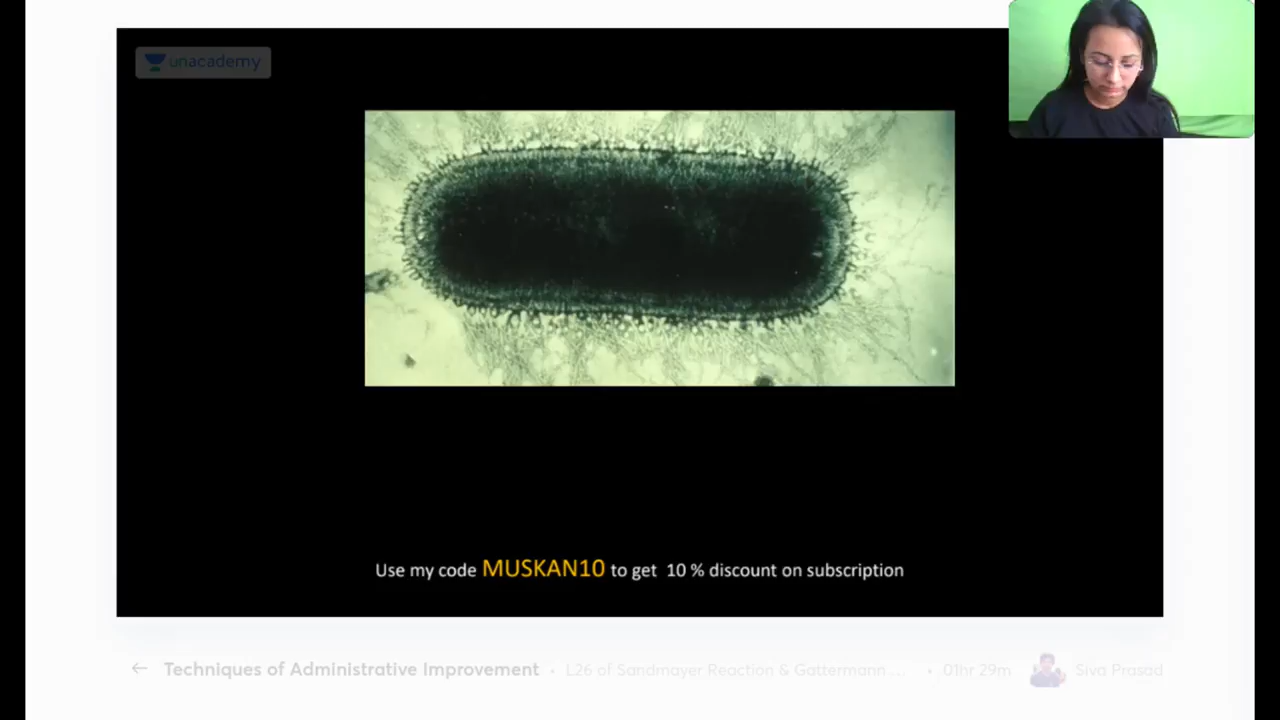 unacademy
Use my code MUSKAN10 to get 10 % discount on subscription
← Techniques of Administrative Improvement • L26 of Sandmayer Reaction & Gattermann ... • 01hr 29m Siva Prasad